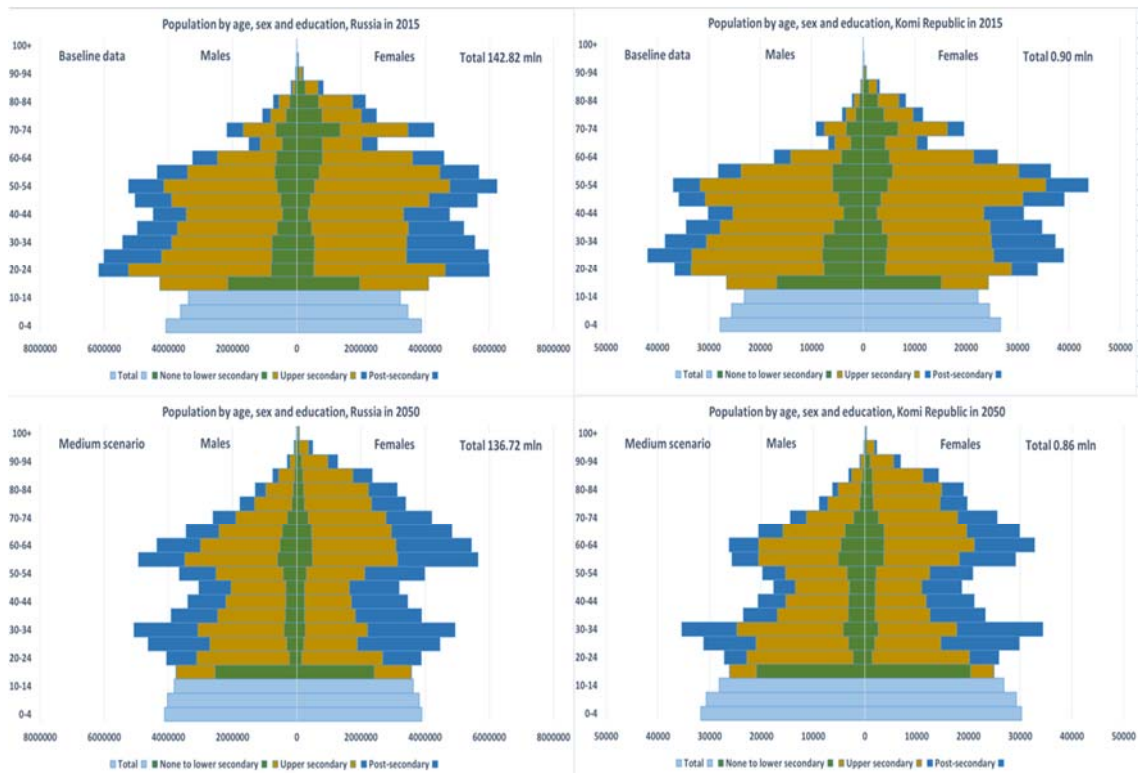 Population by age, sex and education, Russia in 2015
100+
Baseline data Males Females Total 142.82 mln
90-94
80-84
70-74
60-64
50-54
40-44
30-34
20-24
10-14
0-4
8000000 6000000 4000000 2000000 0 2000000 4000000 6000000 8000000
Total None to lower secondary Upper secondary Post-secondary
Population by age, sex and education, Komi Republic in 2015
100+
Baseline data Males Females Total 0.90 mln
90-94
80-84
70-74
60-64
50-54
40-44
30-34
20-24
10-14
0-4
50000 40000 30000 20000 10000 0 10000 20000 30000 40000 50000
Total None to lower secondary Upper secondary Post-secondary
Population by age, sex and education, Russia in 2050
100+
Medium scenario Males Females Total 136.72 mln
90-94
80-84
70-74
60-64
50-54
40-44
30-34
20-24
10-14
0-4
8000000 6000000 4000000 2000000 0 2000000 4000000 6000000 8000000
Total None to lower secondary Upper secondary Post-secondary
Population by age, sex and education, Komi Republic in 2050
100+
Medium scenario Males Females Total 0.86 mln
90-94
80-84
70-74
60-64
50-54
40-44
30-34
20-24
10-14
0-4
50000 40000 30000 20000 10000 0 10000 20000 30000 40000 50000
Total None to lower secondary Upper secondary Post-secondary